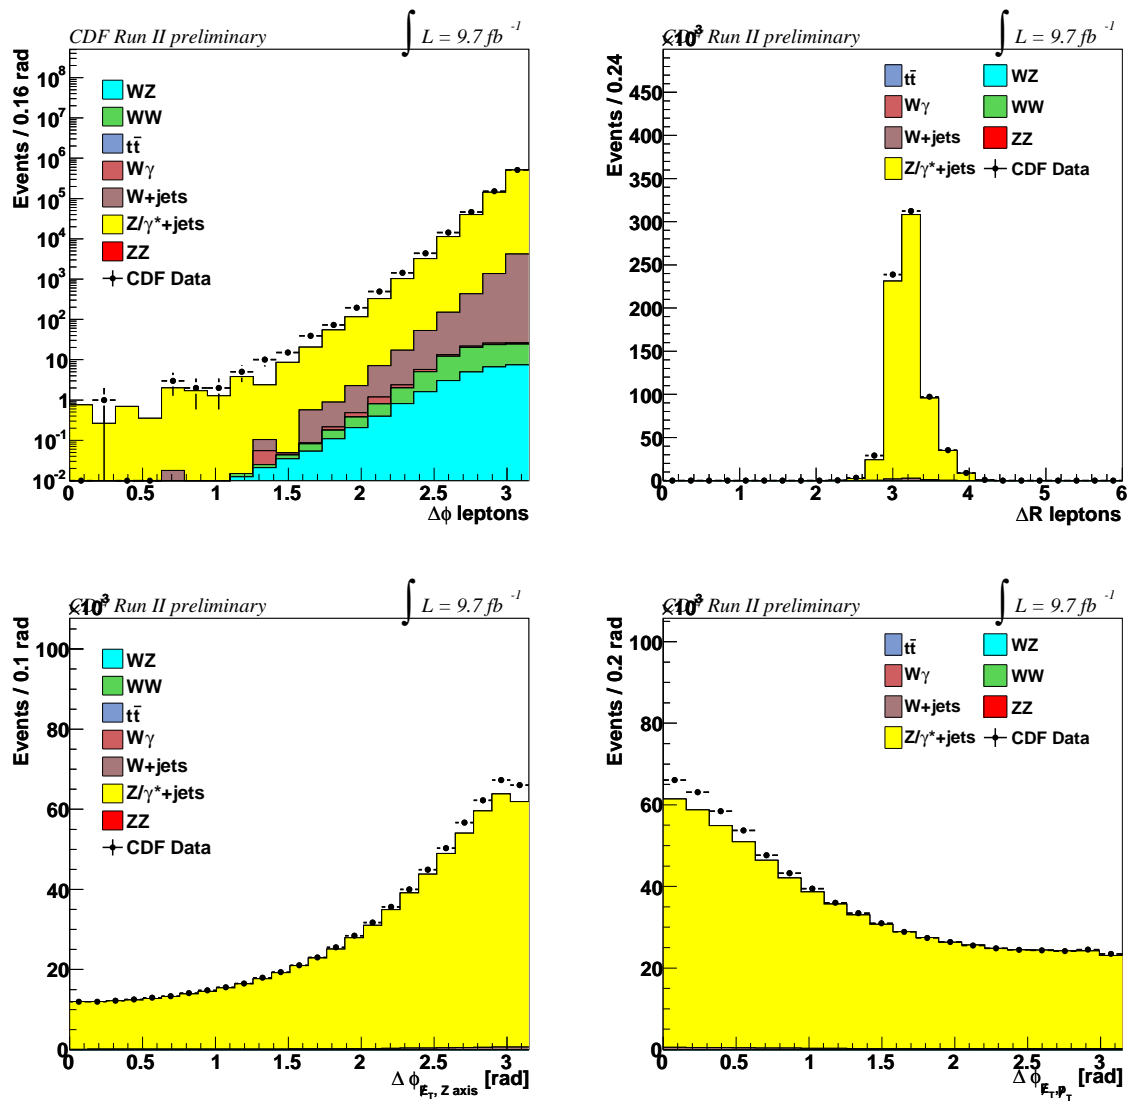 CDF Run II preliminary ∫ L = 9.7 fb⁻¹
Events / 0.16 rad
10⁸
10⁷
10⁶
10⁵
10⁴
10³
10²
10
1
10⁻¹
10⁻²
WZ
WW
tt̄
Wγ
W+jets
Z/γ*+jets
ZZ
CDF Data
0 0.5 1 1.5 2 2.5 3
Δϕ leptons
×10³
CDF Run II preliminary ∫ L = 9.7 fb⁻¹
Events / 0.24
450
400
350
300
250
200
150
100
50
0
tt̄ WZ
Wγ WW
W+jets ZZ
Z/γ*+jets CDF Data
0 1 2 3 4 5 6
ΔR leptons
×10³
CDF Run II preliminary ∫ L = 9.7 fb⁻¹
Events / 0.1 rad
100
80
60
40
20
0
WZ
WW
tt̄
Wγ
W+jets
Z/γ*+jets
ZZ
CDF Data
0 0.5 1 1.5 2 2.5 3
Δ ϕ E̸_T, Z axis [rad]
×10³
CDF Run II preliminary ∫ L = 9.7 fb⁻¹
Events / 0.2 rad
100
80
60
40
20
0
tt̄ WZ
Wγ WW
W+jets ZZ
Z/γ*+jets CDF Data
0 0.5 1 1.5 2 2.5 3
Δ ϕ E̸_T,p̸_T [rad]